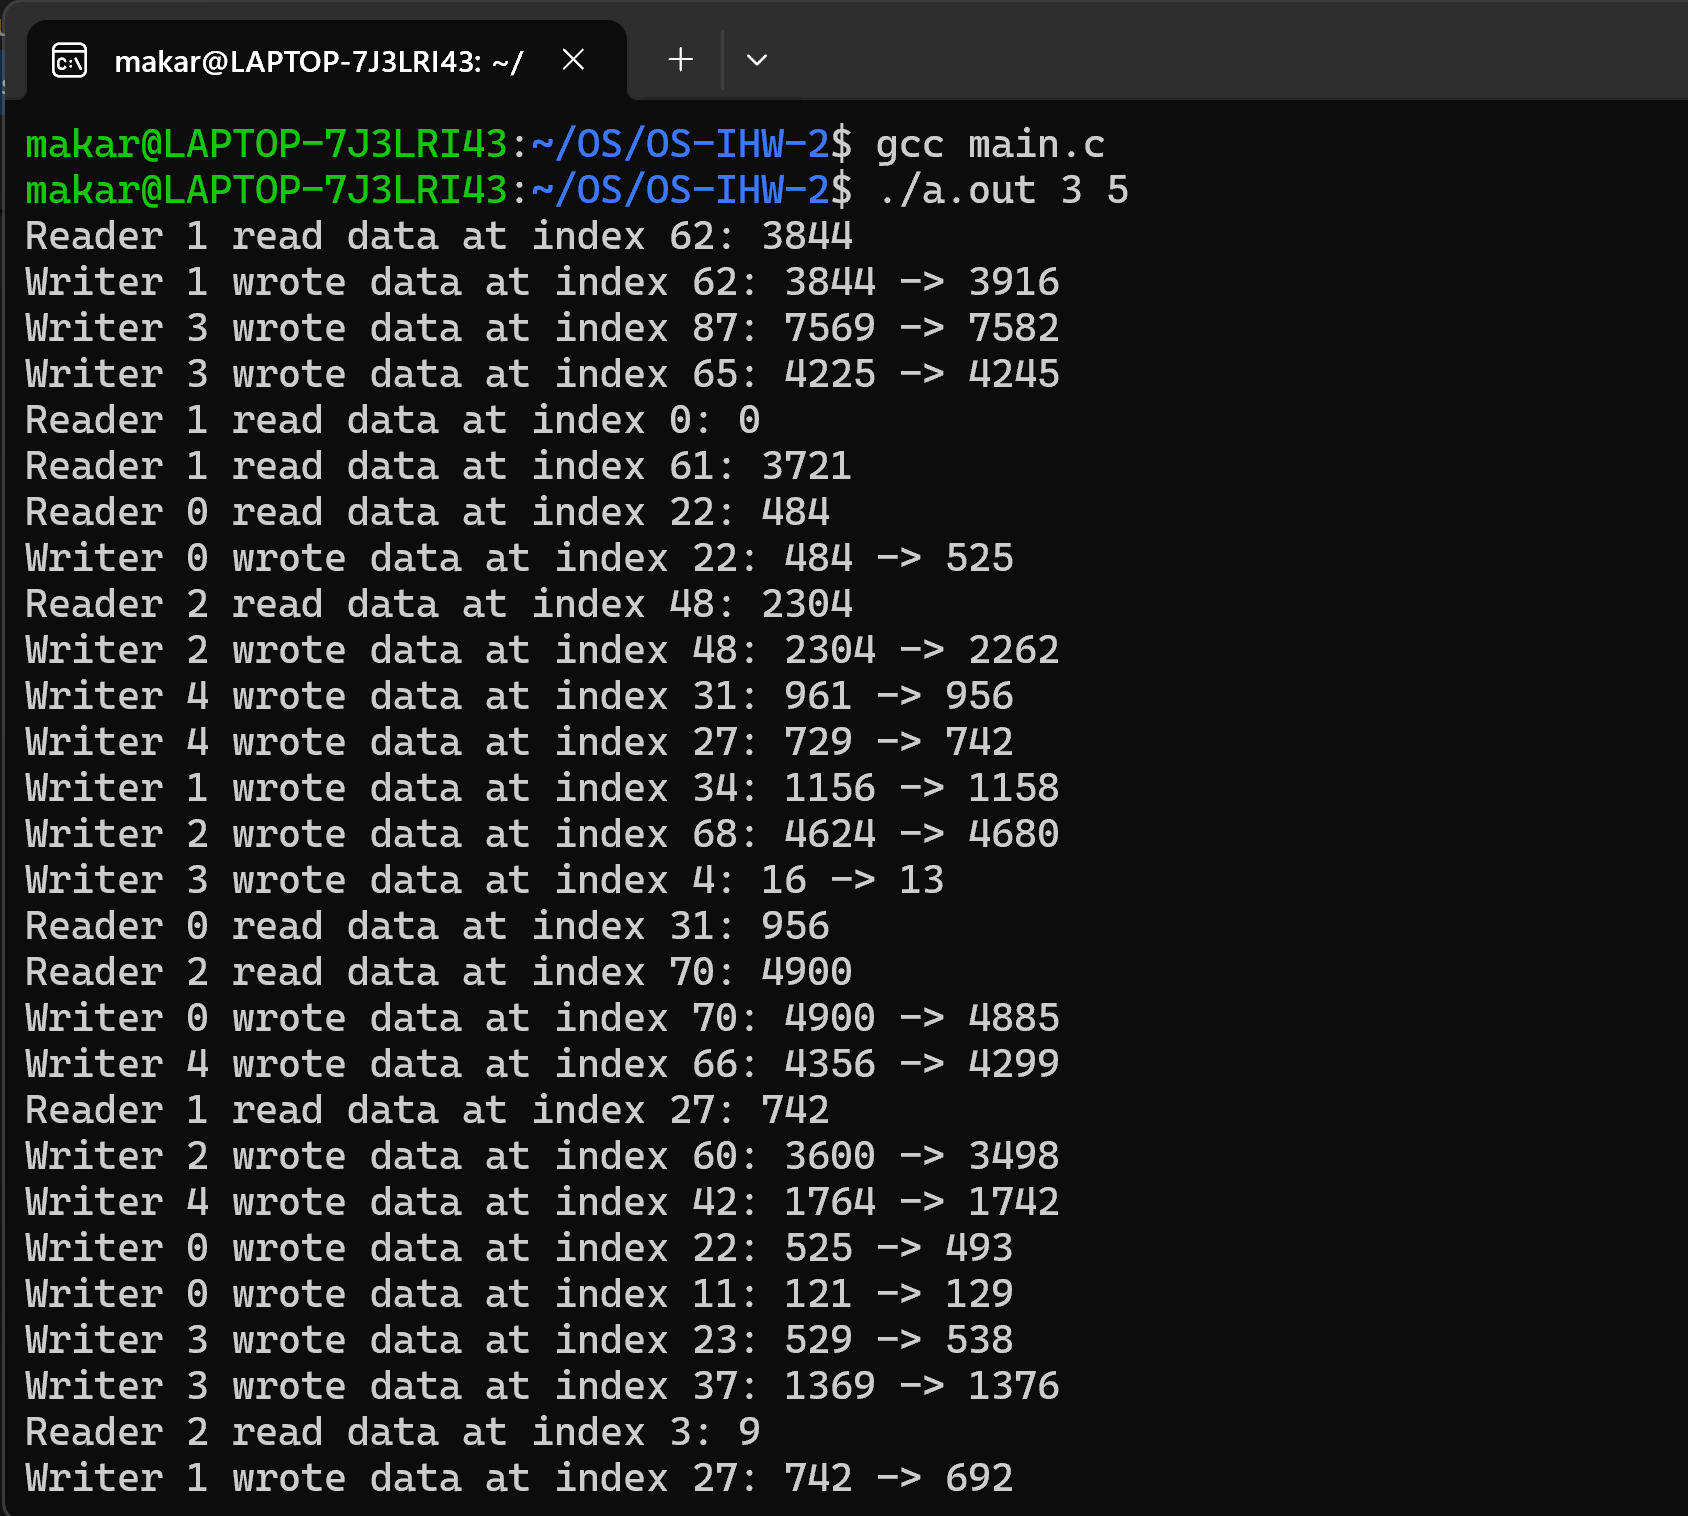 makar@LAPTOP-7J3LRI43: ~/
makar@LAPTOP-7J3LRI43:~/OS/OS-IHW-2$ gcc main.c
makar@LAPTOP-7J3LRI43:~/OS/OS-IHW-2$ ./a.out 3 5
Reader 1 read data at index 62: 3844
Writer 1 wrote data at index 62: 3844 -> 3916
Writer 3 wrote data at index 87: 7569 -> 7582
Writer 3 wrote data at index 65: 4225 -> 4245
Reader 1 read data at index 0: 0
Reader 1 read data at index 61: 3721
Reader 0 read data at index 22: 484
Writer 0 wrote data at index 22: 484 -> 525
Reader 2 read data at index 48: 2304
Writer 2 wrote data at index 48: 2304 -> 2262
Writer 4 wrote data at index 31: 961 -> 956
Writer 4 wrote data at index 27: 729 -> 742
Writer 1 wrote data at index 34: 1156 -> 1158
Writer 2 wrote data at index 68: 4624 -> 4680
Writer 3 wrote data at index 4: 16 -> 13
Reader 0 read data at index 31: 956
Reader 2 read data at index 70: 4900
Writer 0 wrote data at index 70: 4900 -> 4885
Writer 4 wrote data at index 66: 4356 -> 4299
Reader 1 read data at index 27: 742
Writer 2 wrote data at index 60: 3600 -> 3498
Writer 4 wrote data at index 42: 1764 -> 1742
Writer 0 wrote data at index 22: 525 -> 493
Writer 0 wrote data at index 11: 121 -> 129
Writer 3 wrote data at index 23: 529 -> 538
Writer 3 wrote data at index 37: 1369 -> 1376
Reader 2 read data at index 3: 9
Writer 1 wrote data at index 27: 742 -> 692